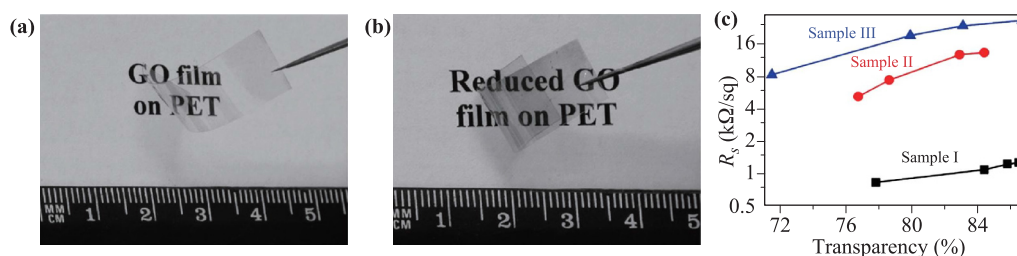 (a)
GO film
on PET
MM
CM
1
2
3
4
5
(b)
Reduced GO
film on PET
MM
CM
1
2
3
4
5
(c)
16
8
4
2
1
0.5
Rs (kΩ/sq)
Sample III
Sample II
Sample I
72
76
80
84
Transparency (%)